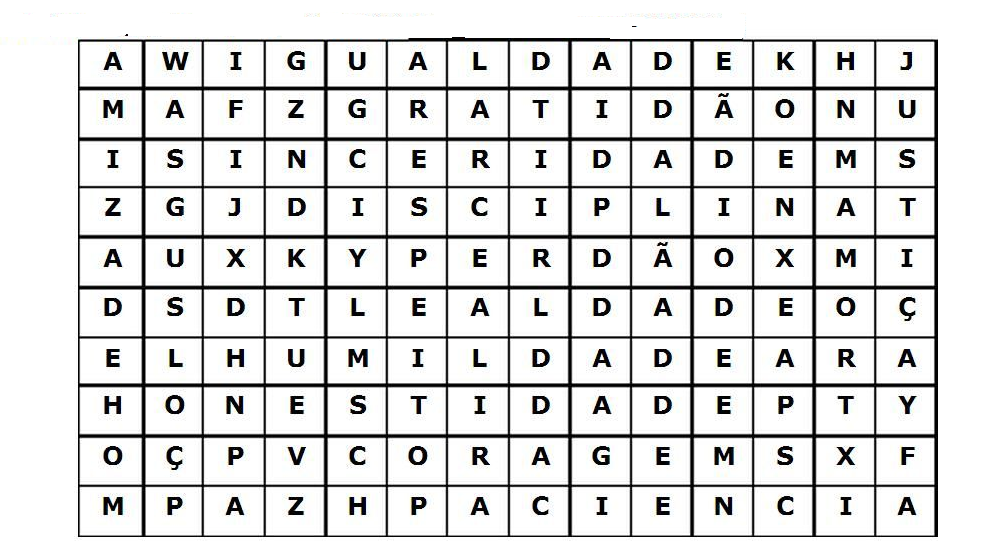 A W I G U A L D A D E K H J
M A F Z G R A T I D Ã O N U
I S I N C E R I D A D E M S
Z G J D I S C I P L I N A T
A U X K Y P E R D Ã O X M I
D S D T L E A L D A D E O Ç
E L H U M I L D A D E A R A
H O N E S T I D A D E P T Y
O Ç P V C O R A G E M S X F
M P A Z H P A C I E N C I A